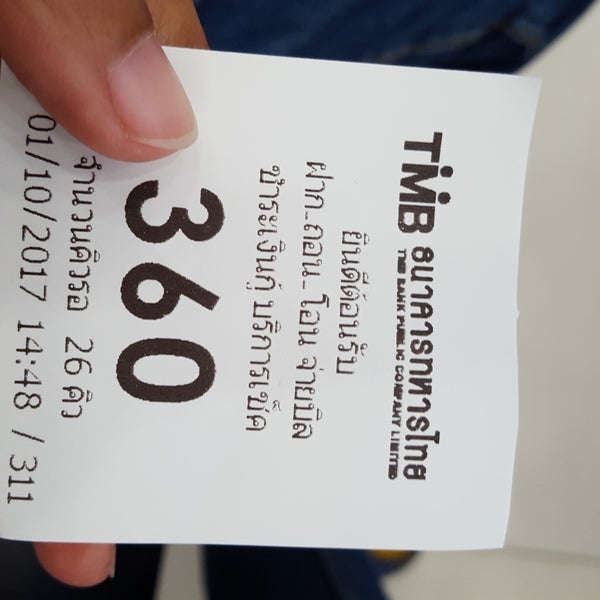 TMB ธนาคารทหารไทย
TMB BANK PUBLIC COMPANY LIMITED
ยินดีต้อนรับ
ฝาก-ถอน-โอน จ่ายบิล
ชำระเงินกู้ บริการเช็ค
360
จำนวนคิวรอ 26 คิว
01/10/2017 14:48 / 311